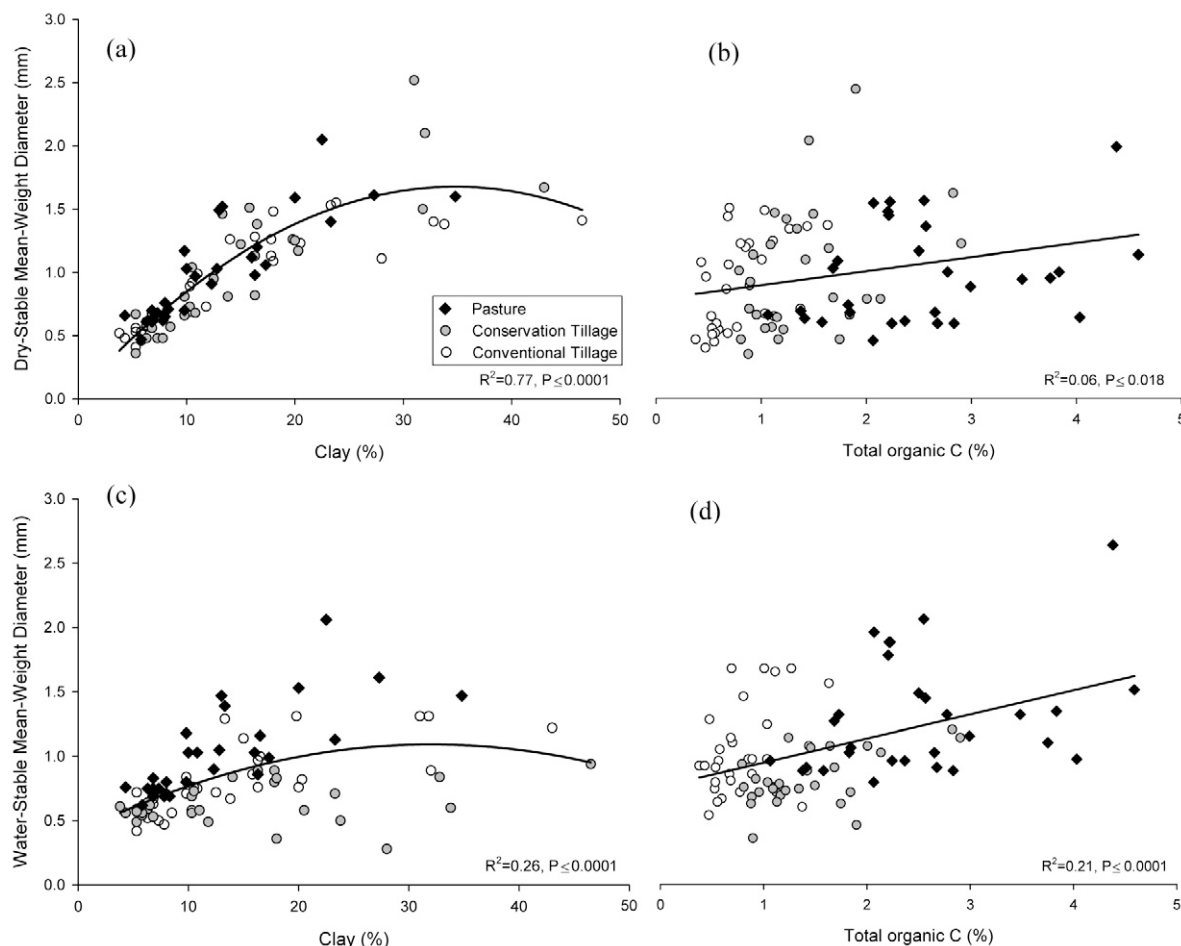 (a)
Dry-Stable Mean-Weight Diameter (mm)
3.0
2.5
2.0
1.5
1.0
0.5
0.0
Pasture
Conservation Tillage
Conventional Tillage
R²=0.77, P≤0.0001
0 10 20 30 40 50
Clay (%)
(b)
R²=0.06, P≤0.018
0 1 2 3 4 5
Total organic C (%)
(c)
Water-Stable Mean-Weight Diameter (mm)
3.0
2.5
2.0
1.5
1.0
0.5
0.0
R²=0.26, P≤0.0001
0 10 20 30 40 50
Clay (%)
(d)
R²=0.21, P≤0.0001
0 1 2 3 4 5
Total organic C (%)